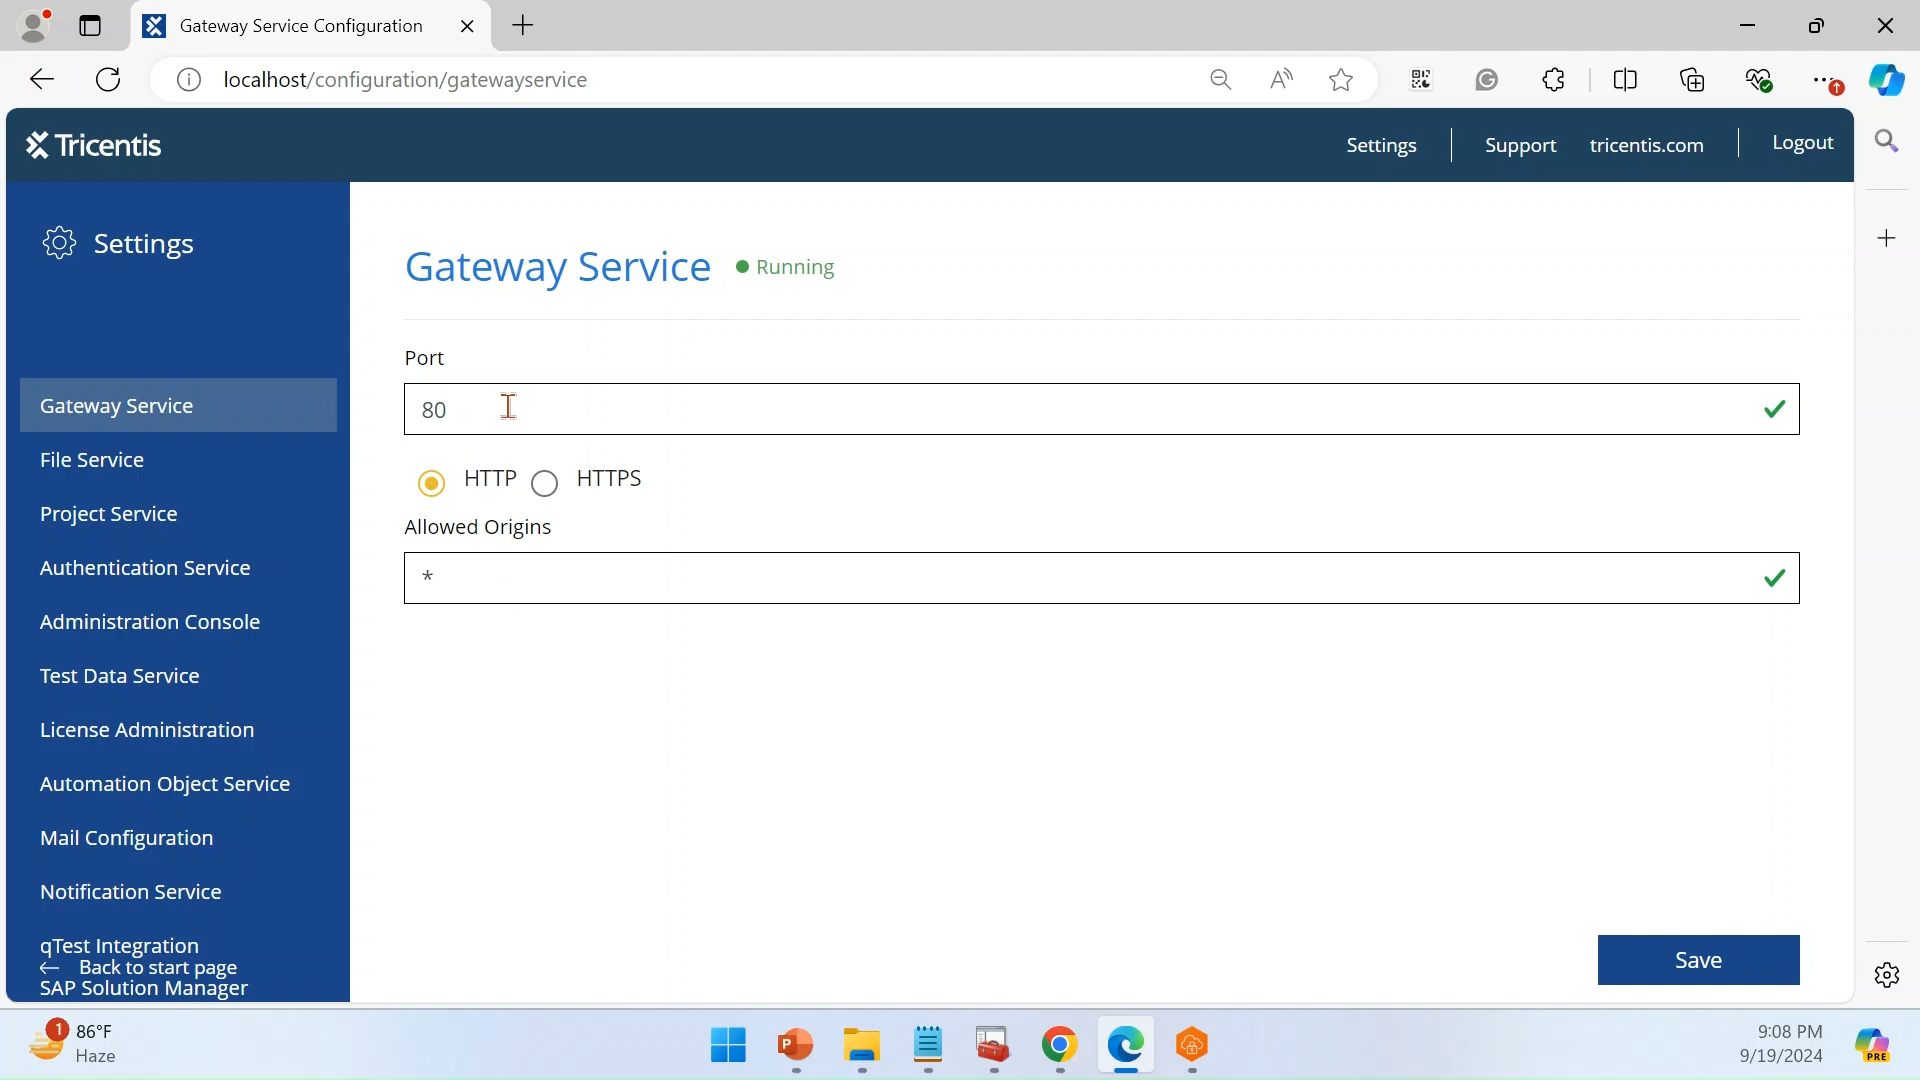 Gateway Service Configuration
localhost/configuration/gatewayservice
Tricentis
Settings
Support
tricentis.com
Logout
Settings
Gateway Service
File Service
Project Service
Authentication Service
Administration Console
Test Data Service
License Administration
Automation Object Service
Mail Configuration
Notification Service
qTest Integration
Back to start page
SAP Solution Manager
Gateway Service
Running
Port
80
HTTP
HTTPS
Allowed Origins
*
Save
1
86°F
Haze
9:08 PM
9/19/2024
PRE